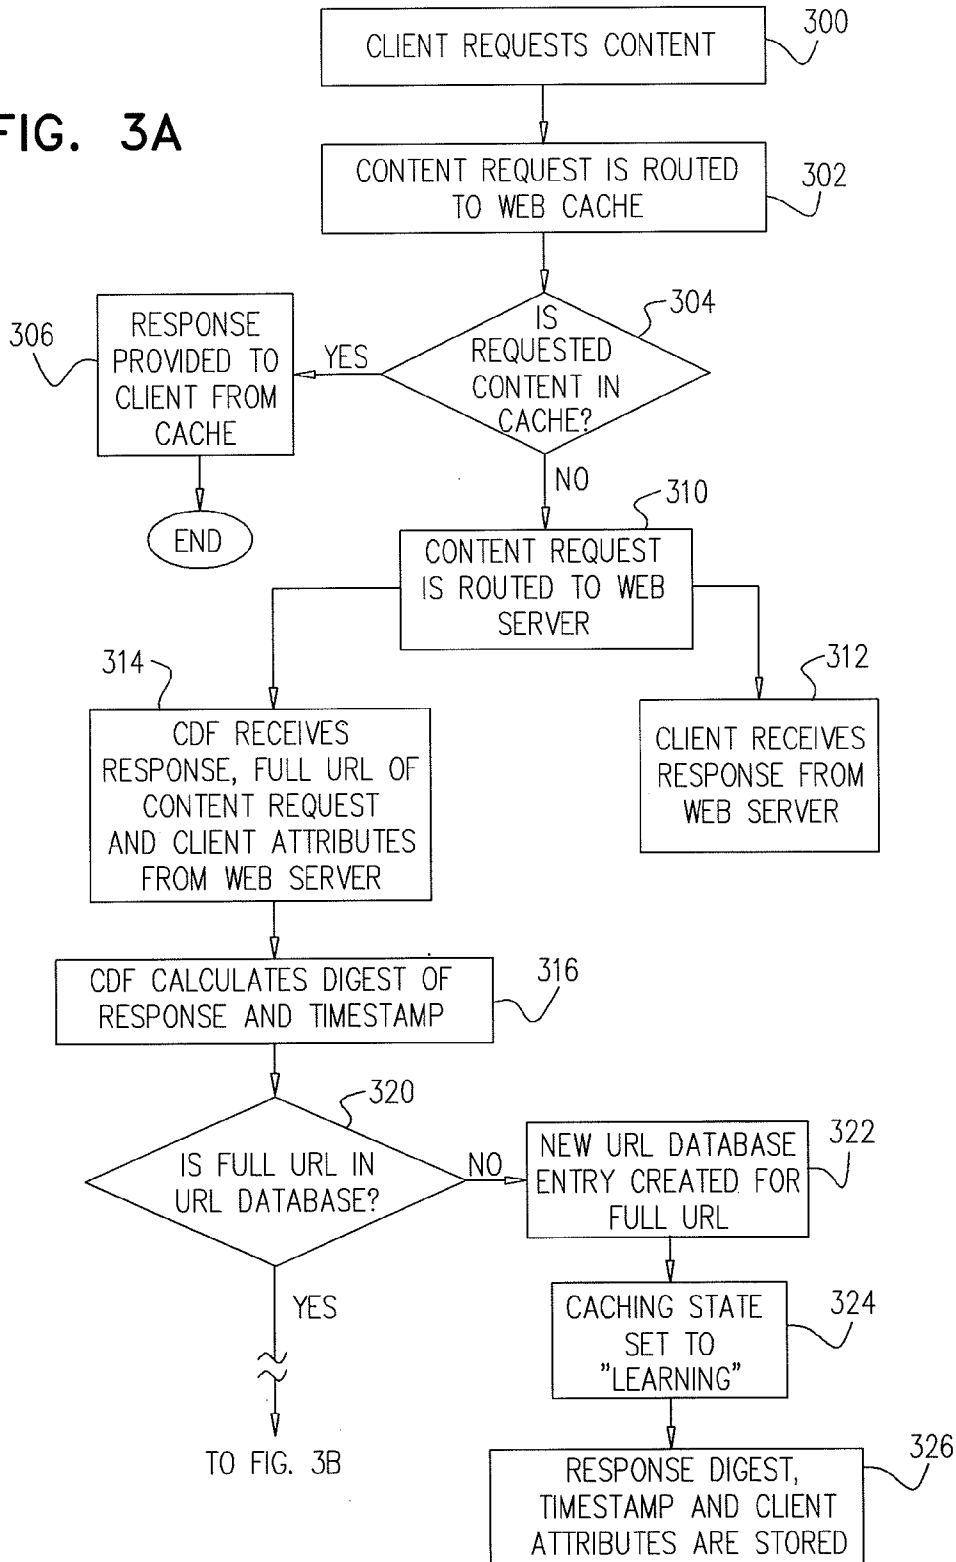 CLIENT REQUESTS CONTENT
300
FIG. 3A
CONTENT REQUEST IS ROUTED
TO WEB CACHE
302
304
IS
REQUESTED
CONTENT IN
CACHE?
306
RESPONSE
PROVIDED TO
CLIENT FROM
CACHE
YES
NO
END
310
CONTENT REQUEST
IS ROUTED TO WEB
SERVER
314
CDF RECEIVES
RESPONSE, FULL URL OF
CONTENT REQUEST
AND CLIENT ATTRIBUTES
FROM WEB SERVER
312
CLIENT RECEIVES
RESPONSE FROM
WEB SERVER
CDF CALCULATES DIGEST OF
RESPONSE AND TIMESTAMP
316
320
IS FULL URL IN
URL DATABASE?
NO
NEW URL DATABASE
ENTRY CREATED FOR
FULL URL
322
YES
CACHING STATE
SET TO
"LEARNING"
324
TO FIG. 3B
RESPONSE DIGEST,
TIMESTAMP AND CLIENT
ATTRIBUTES ARE STORED
326